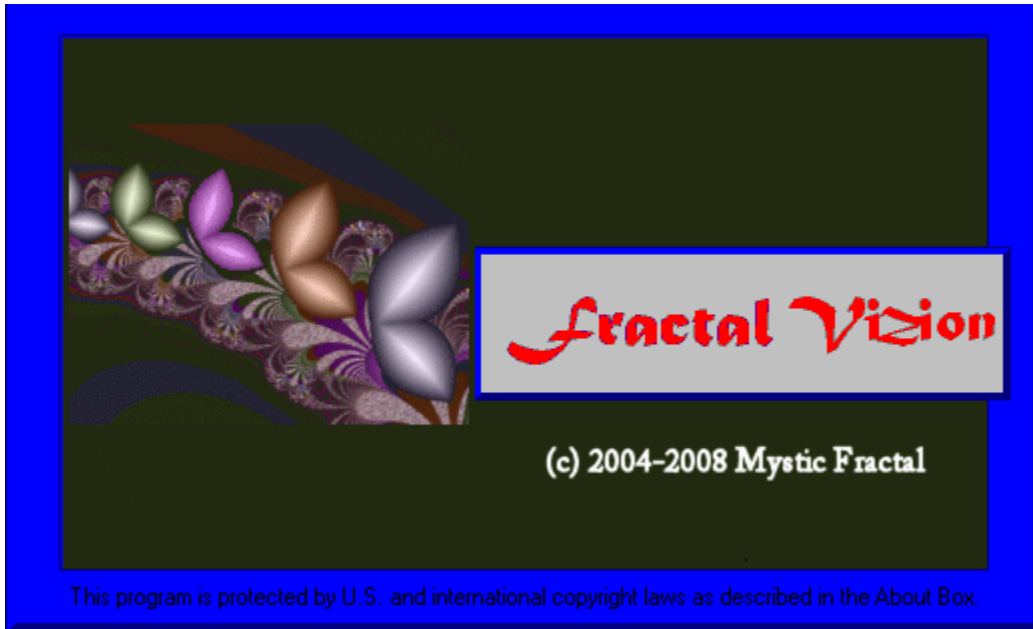 Fractal ViZion
(c) 2004-2008 Mystic Fractal
This program is protected by U.S. and international copyright laws as described in the About Box.